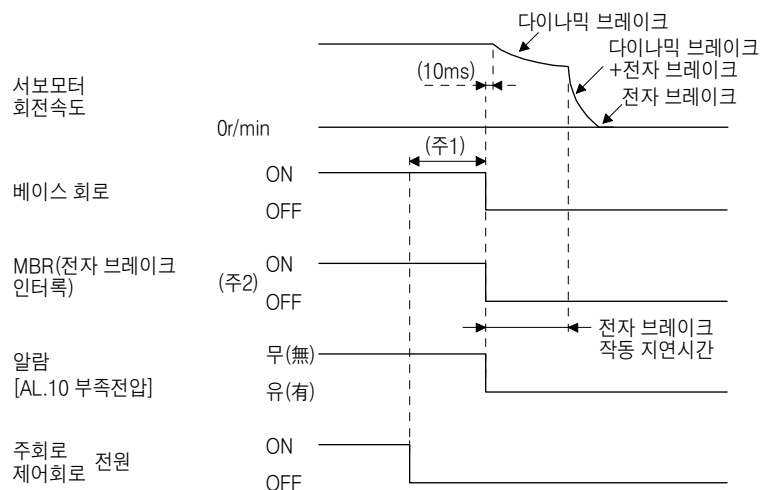 다이나믹 브레이크
다이나믹 브레이크
+전자 브레이크
전자 브레이크
(10ms)
서보모터
회전속도
0r/min
(주1)
베이스 회로
ON
OFF
MBR(전자 브레이크
인터록)
(주2)
ON
OFF
전자 브레이크
작동 지연시간
알람
[AL.10 부족전압]
무(無)
유(有)
주회로
제어회로 전원
ON
OFF